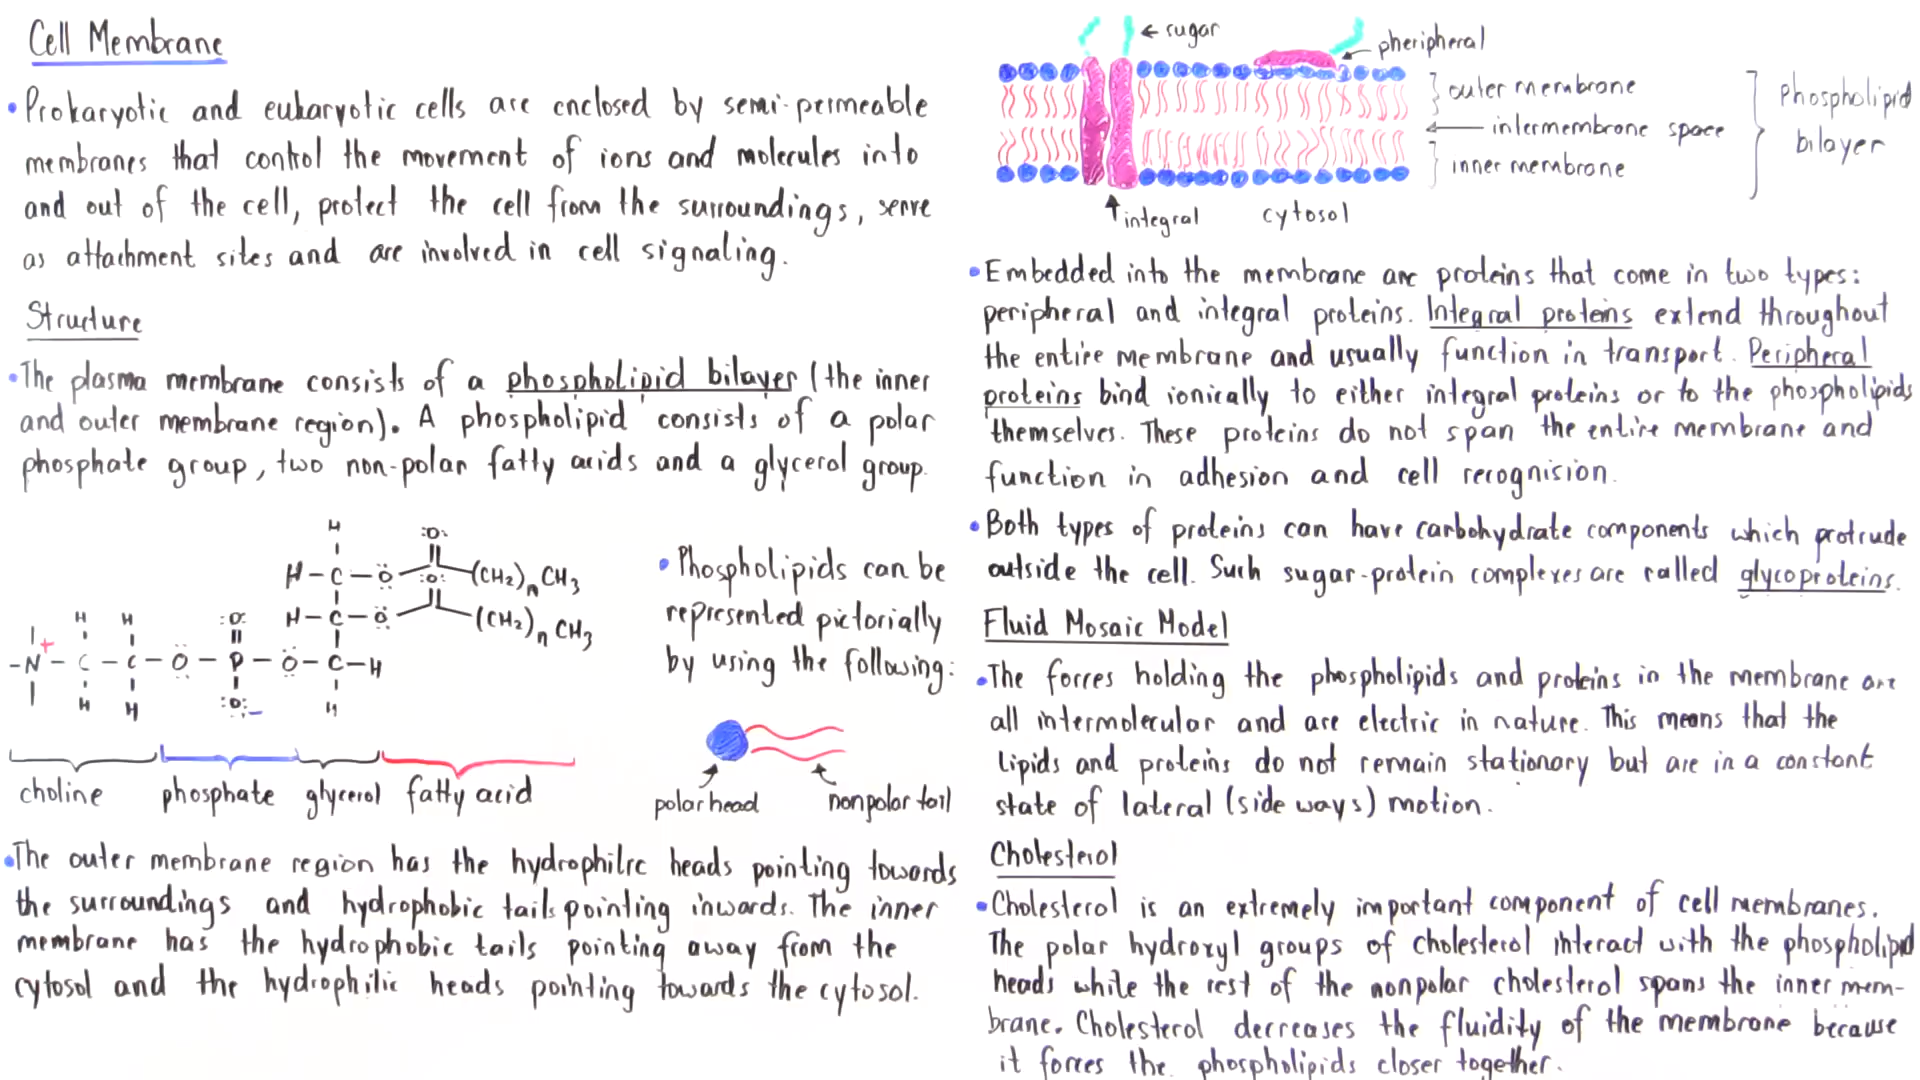 Cell Membrane
• Prokaryotic and eukaryotic cells are enclosed by semi-permeable
membranes that control the movement of ions and molecules into
and out of the cell, protect the cell from the surroundings, serve
as attachment sites and are involved in cell signaling.
Structure
• The plasma membrane consists of a phospholipid bilayer (the inner
and outer membrane region). A phospholipid consists of a polar
phosphate group, two non-polar fatty acids and a glycerol group.
H
:O:
H-C-O (CH2)n CH3
:O:
H-C-O (CH2)n CH3
H H :O:
-N+-C-C-O-P-O-C-H
H H :O:- H
choline phosphate glycerol fatty acid
• Phospholipids can be
represented pictorially
by using the following:
polar head nonpolar tail
• The outer membrane region has the hydrophilic heads pointing towards
the surroundings and hydrophobic tails pointing inwards. The inner
membrane has the hydrophobic tails pointing away from the
cytosol and the hydrophilic heads pointing towards the cytosol.
← sugar
pheripheral
outer membrane
intermembrane space
inner membrane
phospholipid
bilayer
integral cytosol
• Embedded into the membrane are proteins that come in two types:
peripheral and integral proteins. Integral proteins extend throughout
the entire membrane and usually function in transport. Peripheral
proteins bind ionically to either integral proteins or to the phospholipids
themselves. These proteins do not span the entire membrane and
function in adhesion and cell recognision.
• Both types of proteins can have carbohydrate components which protrude
outside the cell. Such sugar-protein complexes are called glycoproteins.
Fluid Mosaic Model
• The forces holding the phospholipids and proteins in the membrane are
all intermolecular and are electric in nature. This means that the
lipids and proteins do not remain stationary but are in a constant
state of lateral (side ways) motion.
Cholesterol
• Cholesterol is an extremely important component of cell membranes.
The polar hydroxyl groups of cholesterol interact with the phospholipid
heads while the rest of the nonpolar cholesterol spans the inner mem-
brane. Cholesterol decreases the fluidity of the membrane because
it forces the phospholipids closer together.